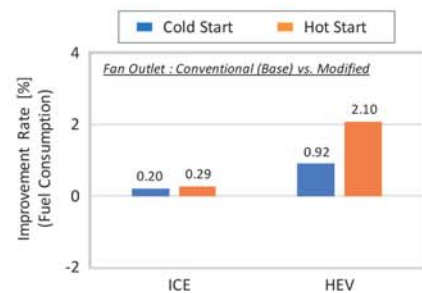 Cold Start Hot Start
Fan Outlet : Conventional (Base) vs. Modified
Improvement Rate [%]
(Fuel Consumption)
4
2
0
-2
0.20 0.29 0.92 2.10
ICE HEV